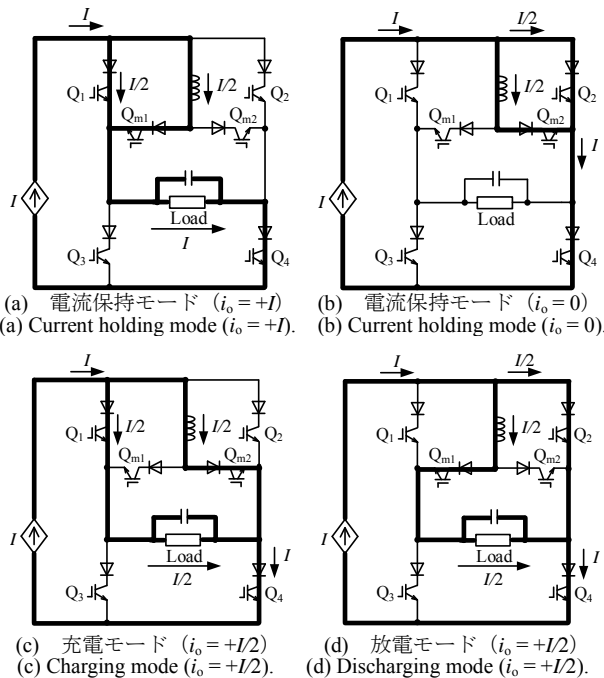 I
I
Q1
I/2
I/2
Q2
Qm1
Qm2
I
Load
I
Q3
Q4
(a) 電流保持モード（io = +I）
(a) Current holding mode (io = +I).
I
I/2
Q1
I/2
Q2
Qm1
Qm2
I
I
Load
Q3
Q4
(b) 電流保持モード（io = 0）
(b) Current holding mode (io = 0).
I
Q1
I/2
I/2
Q2
Qm1
Qm2
I
Load
I
I/2
Q3
Q4
(c) 充電モード（io = +I/2）
(c) Charging mode (io = +I/2).
I
I/2
Q1
I/2
Q2
Qm1
Qm2
I
Load
I
I/2
Q3
Q4
(d) 放電モード（io = +I/2）
(d) Discharging mode (io = +I/2).